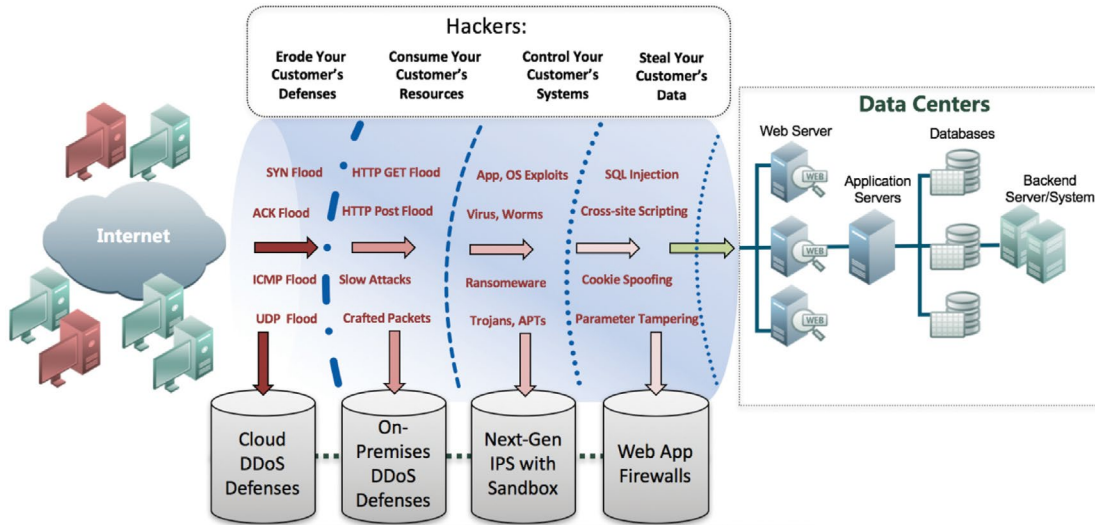 Hackers:
Erode Your
Customer's
Defenses
Consume Your
Customer's
Resources
Control Your
Customer's
Systems
Steal Your
Customer's
Data
Internet
SYN Flood
ACK Flood
ICMP Flood
UDP Flood
HTTP GET Flood
HTTP Post Flood
Slow Attacks
Crafted Packets
App, OS Exploits
Virus, Worms
Ransomware
Trojans, APTs
SQL Injection
Cross-site Scripting
Cookie Spoofing
Parameter Tampering
Cloud
DDoS
Defenses
On-
Premises
DDoS
Defenses
Next-Gen
IPS with
Sandbox
Web App
Firewalls
Data Centers
Web Server
WEB
WEB
WEB
Application
Servers
Databases
Backend
Server/System